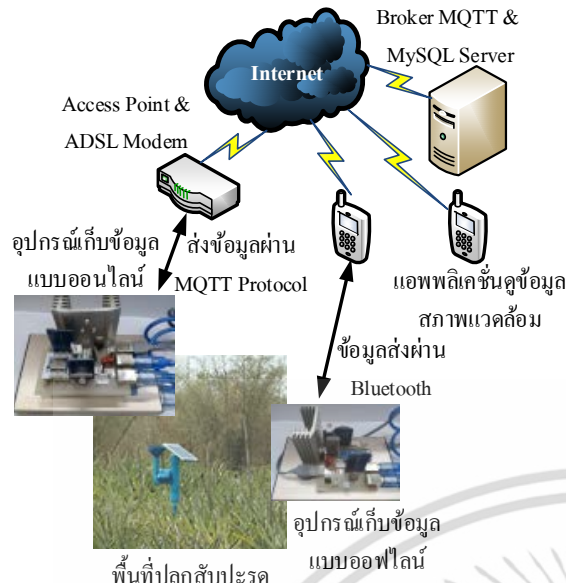 Broker MQTT &
MySQL Server
Internet
Access Point &
ADSL Modem
อุปกรณ์เก็บข้อมูล
แบบออนไลน์
ส่งข้อมูลผ่าน
MQTT Protocol
แอพพลิเคชั่นดูข้อมูล
สภาพแวดล้อม
ข้อมูลส่งผ่าน
Bluetooth
อุปกรณ์เก็บข้อมูล
แบบออฟไลน์
พื้นที่ปลูกสับปะรด